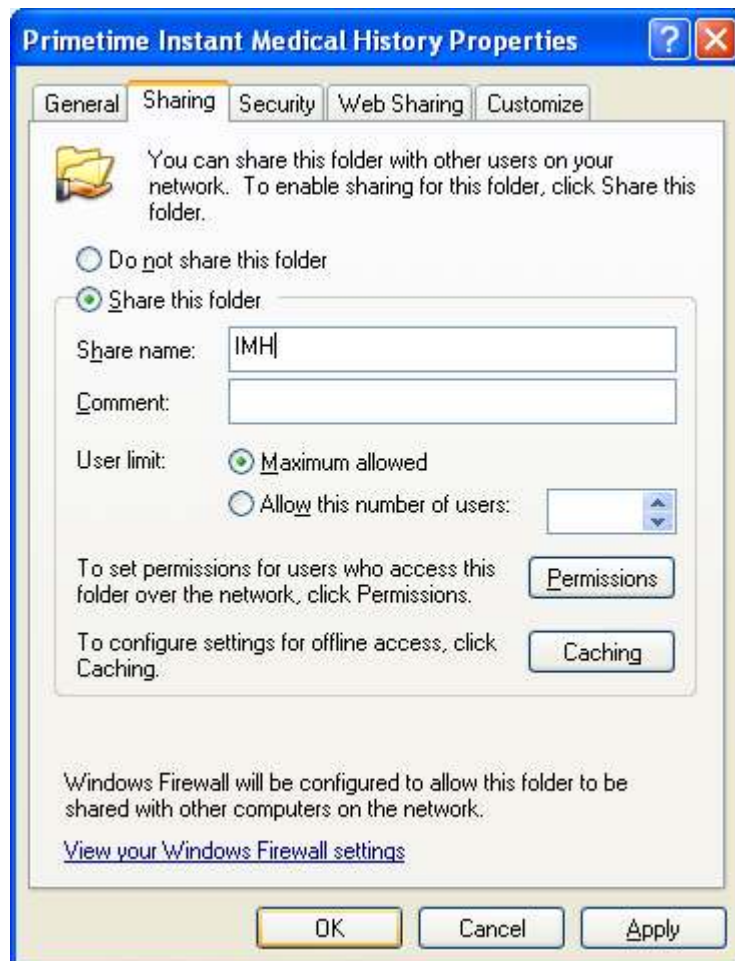 Primetime Instant Medical History Properties
General Sharing Security Web Sharing Customize
You can share this folder with other users on your
network. To enable sharing for this folder, click Share this
folder.
Do not share this folder
Share this folder
Share name: IMH
Comment:
User limit: Maximum allowed
Allow this number of users:
To set permissions for users who access this
folder over the network, click Permissions.
Permissions
To configure settings for offline access, click
Caching.
Caching
Windows Firewall will be configured to allow this folder to be
shared with other computers on the network.
View your Windows Firewall settings
OK Cancel Apply